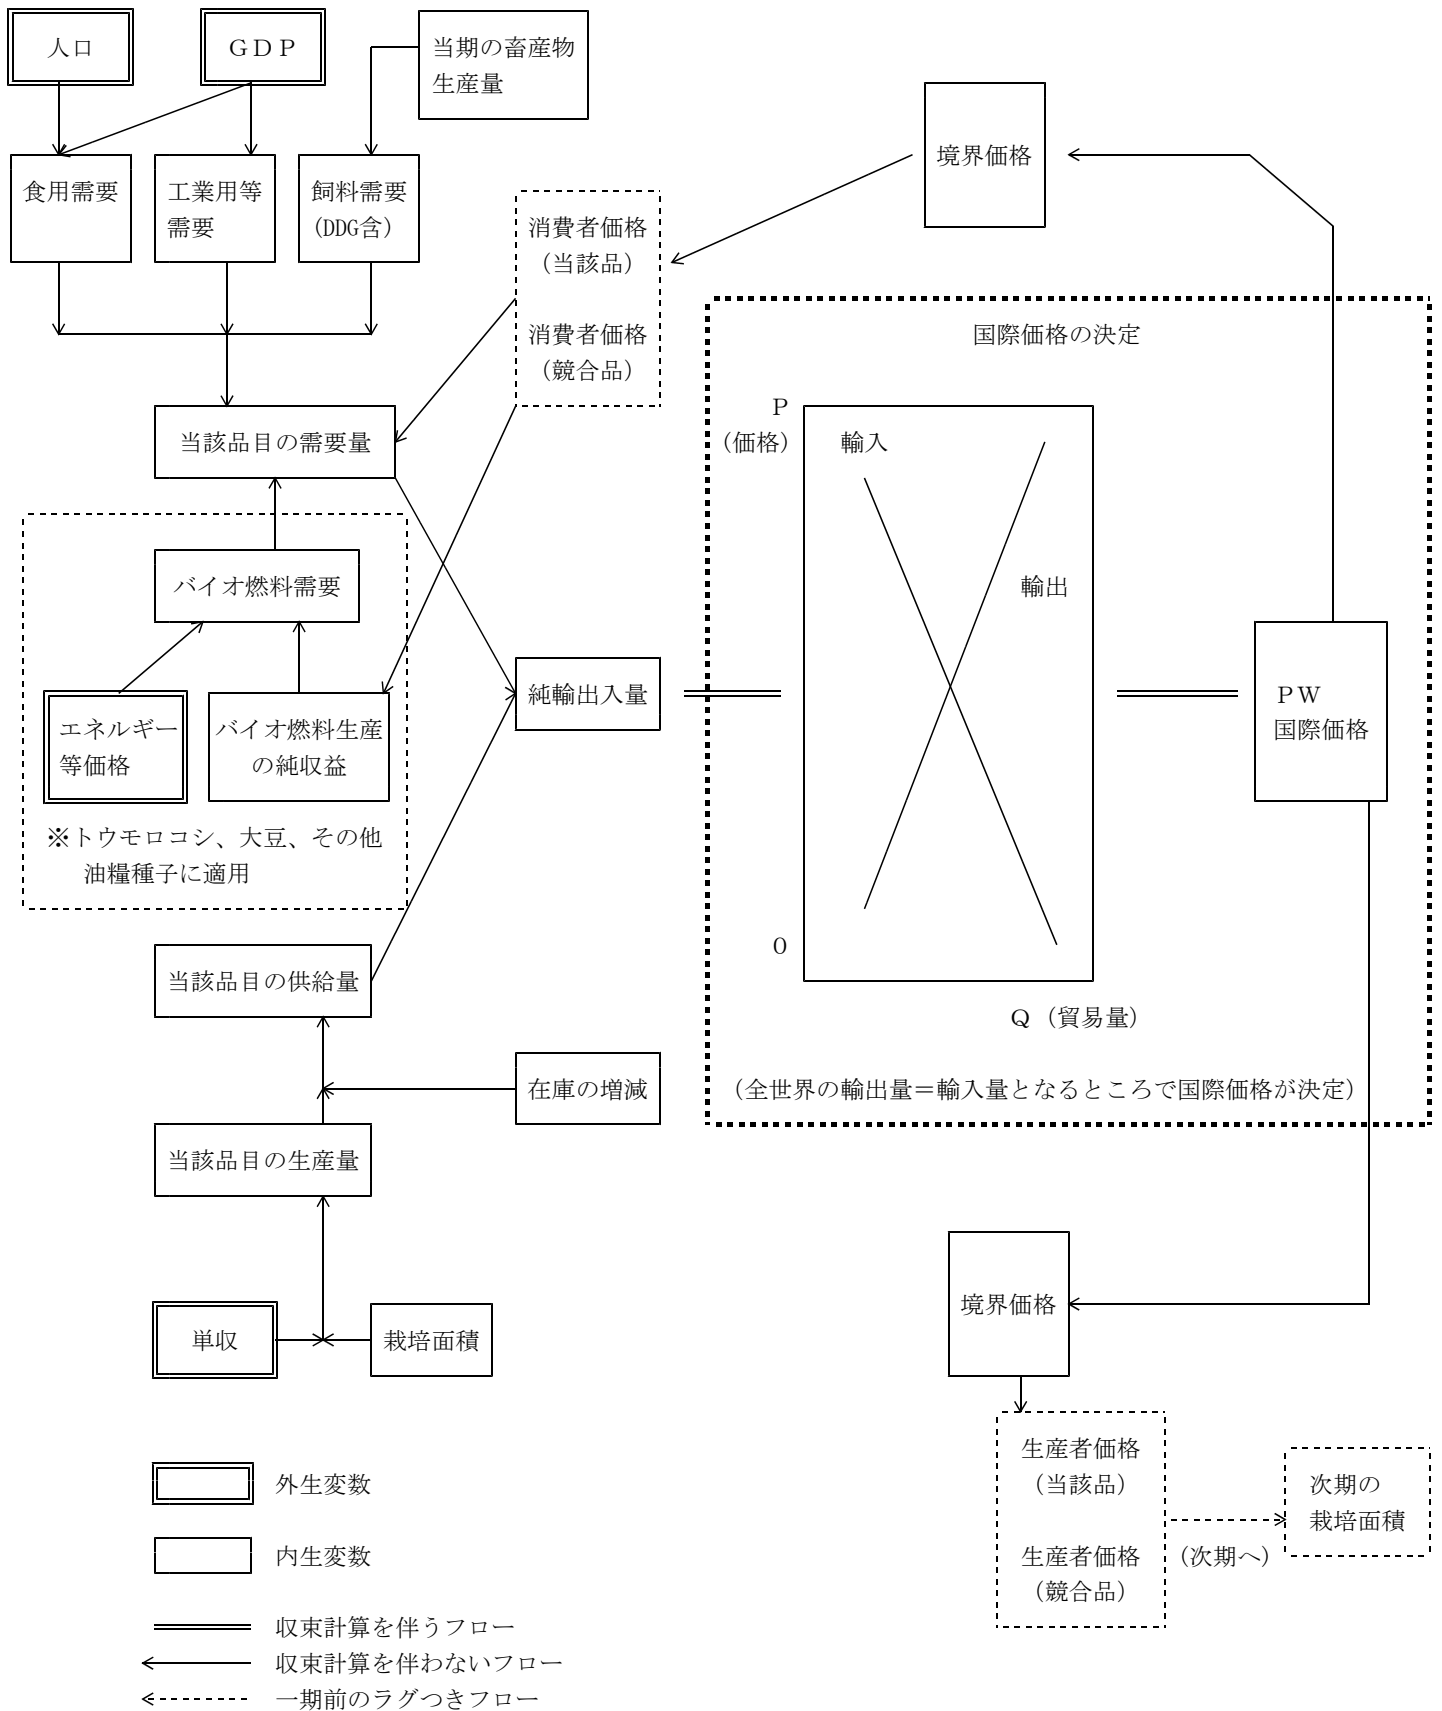 人口
ＧＤＰ
当期の畜産物
生産量
境界価格
食用需要
工業用等
需要
飼料需要
(DDG含)
消費者価格
（当該品）
消費者価格
（競合品）
国際価格の決定
Ｐ
（価格）
輸入
輸出
当該品目の需要量
バイオ燃料需要
エネルギー
等価格
バイオ燃料生産
の純収益
※トウモロコシ、大豆、その他
油糧種子に適用
純輸出入量
ＰＷ
国際価格
０
Ｑ（貿易量）
（全世界の輸出量＝輸入量となるところで国際価格が決定）
当該品目の供給量
在庫の増減
当該品目の生産量
単収
栽培面積
境界価格
生産者価格
（当該品）
生産者価格
（競合品）
（次期へ）
次期の
栽培面積
外生変数
内生変数
収束計算を伴うフロー
収束計算を伴わないフロー
一期前のラグつきフロー